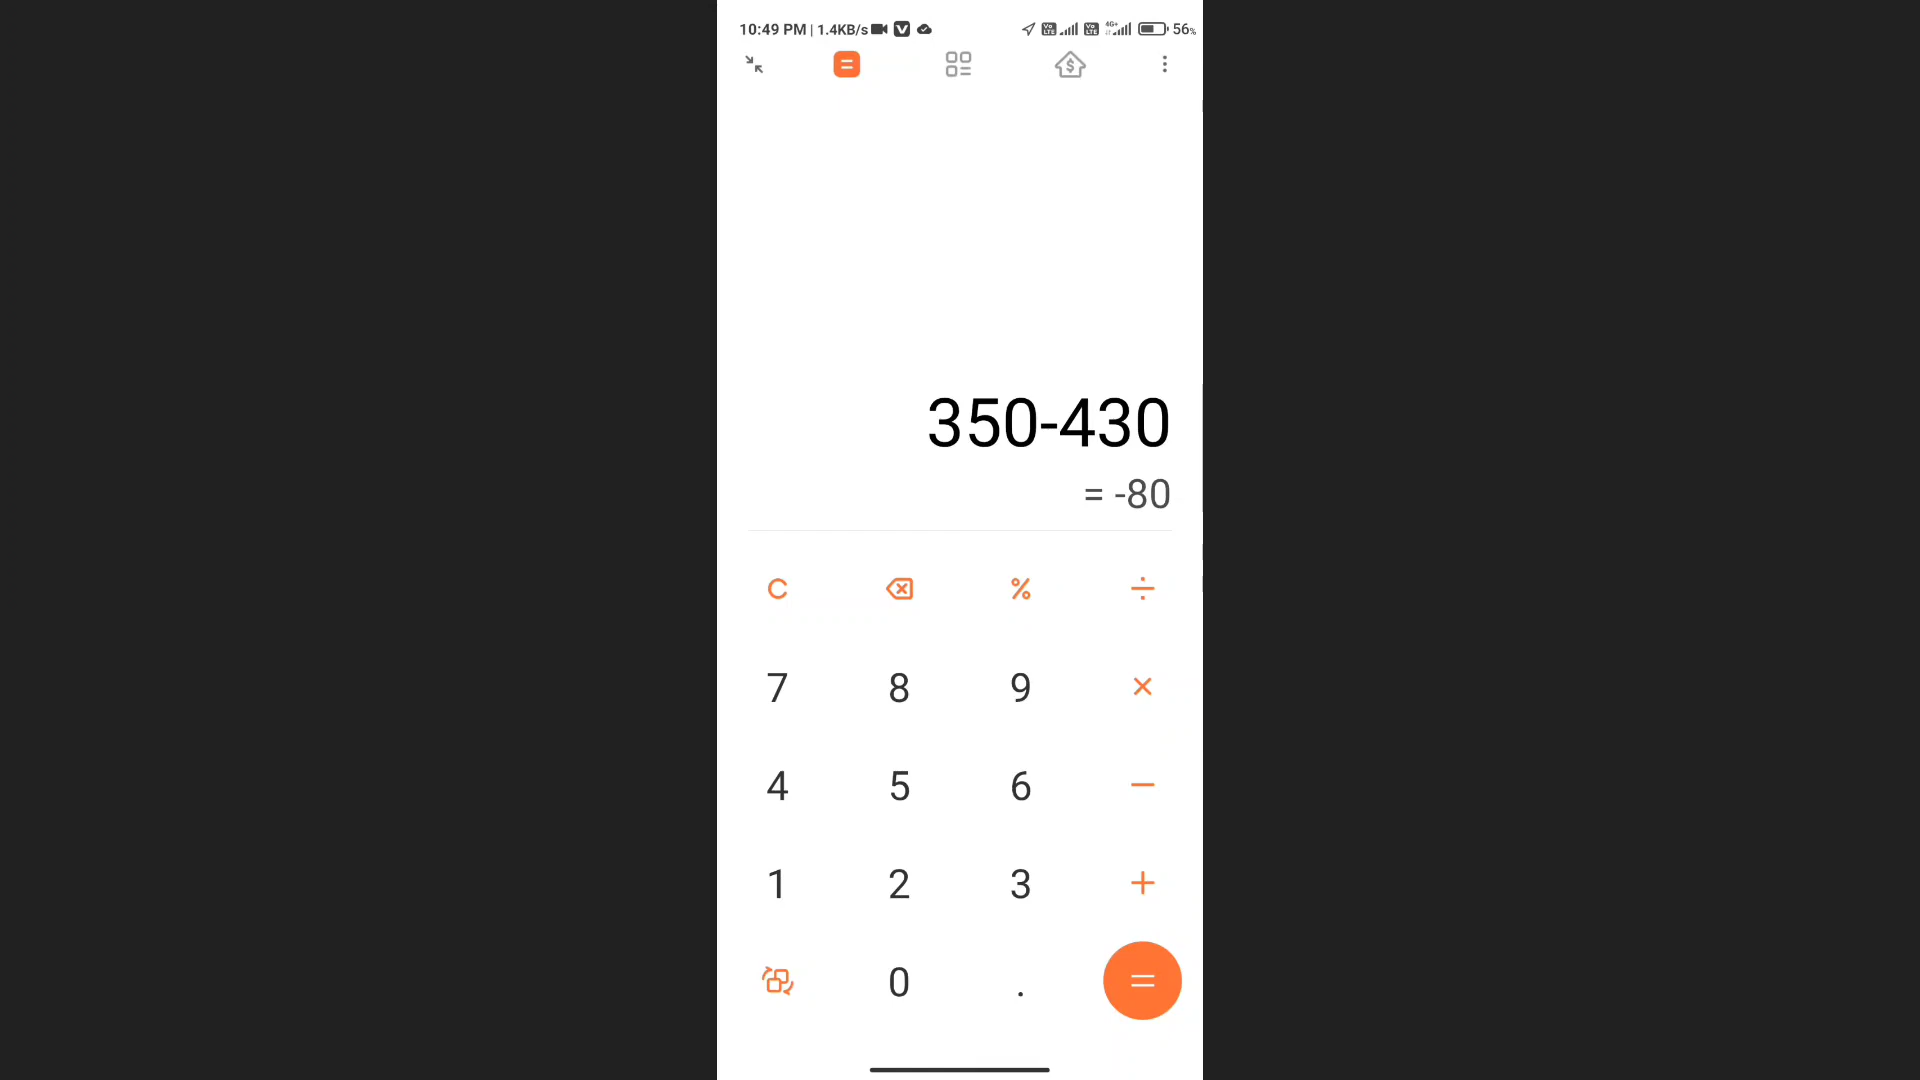 10:49 PM | 1.4KB/s 56%
350-430
= -80
C % ÷
7 8 9 ×
4 5 6 −
1 2 3 +
0 . =